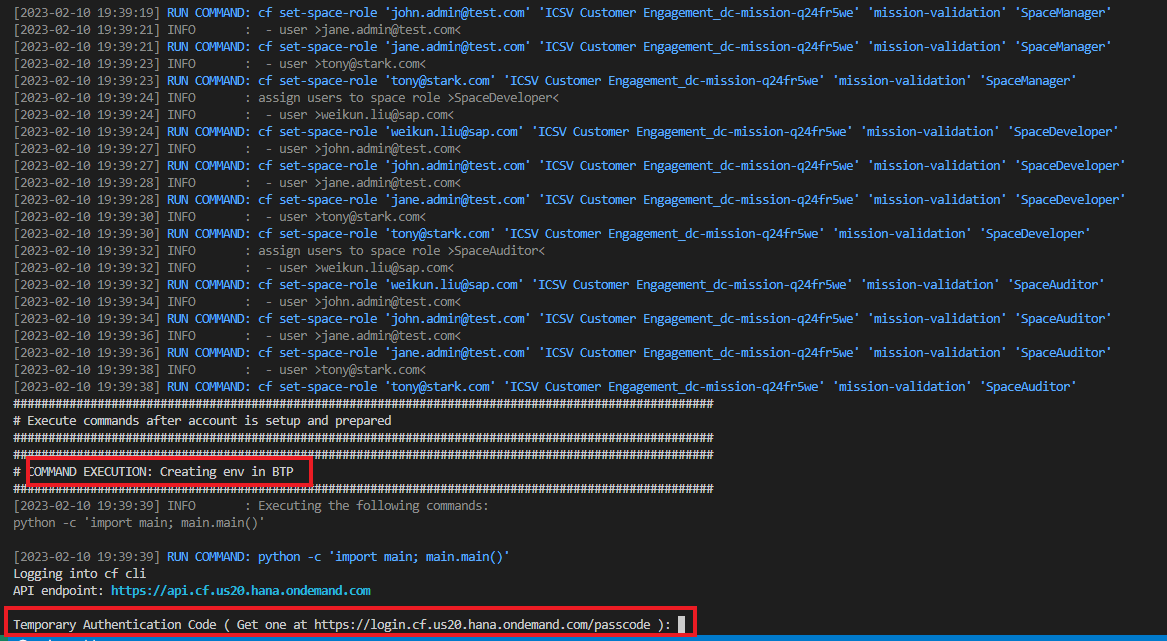 [2023-02-10 19:39:19] RUN COMMAND: cf set-space-role 'john.admin@test.com' 'ICSV Customer Engagement_dc-mission-q24fr5we' 'mission-validation' 'SpaceManager'
[2023-02-10 19:39:21] INFO : - user >jane.admin@test.com<
[2023-02-10 19:39:21] RUN COMMAND: cf set-space-role 'jane.admin@test.com' 'ICSV Customer Engagement_dc-mission-q24fr5we' 'mission-validation' 'SpaceManager'
[2023-02-10 19:39:23] INFO : - user >tony@stark.com<
[2023-02-10 19:39:23] RUN COMMAND: cf set-space-role 'tony@stark.com' 'ICSV Customer Engagement_dc-mission-q24fr5we' 'mission-validation' 'SpaceManager'
[2023-02-10 19:39:24] INFO : assign users to space role >SpaceDeveloper<
[2023-02-10 19:39:24] INFO : - user >weikun.liu@sap.com<
[2023-02-10 19:39:24] RUN COMMAND: cf set-space-role 'weikun.liu@sap.com' 'ICSV Customer Engagement_dc-mission-q24fr5we' 'mission-validation' 'SpaceDeveloper'
[2023-02-10 19:39:27] INFO : - user >john.admin@test.com<
[2023-02-10 19:39:27] RUN COMMAND: cf set-space-role 'john.admin@test.com' 'ICSV Customer Engagement_dc-mission-q24fr5we' 'mission-validation' 'SpaceDeveloper'
[2023-02-10 19:39:28] INFO : - user >jane.admin@test.com<
[2023-02-10 19:39:28] RUN COMMAND: cf set-space-role 'jane.admin@test.com' 'ICSV Customer Engagement_dc-mission-q24fr5we' 'mission-validation' 'SpaceDeveloper'
[2023-02-10 19:39:30] INFO : - user >tony@stark.com<
[2023-02-10 19:39:30] RUN COMMAND: cf set-space-role 'tony@stark.com' 'ICSV Customer Engagement_dc-mission-q24fr5we' 'mission-validation' 'SpaceDeveloper'
[2023-02-10 19:39:32] INFO : assign users to space role >SpaceAuditor<
[2023-02-10 19:39:32] INFO : - user >weikun.liu@sap.com<
[2023-02-10 19:39:32] RUN COMMAND: cf set-space-role 'weikun.liu@sap.com' 'ICSV Customer Engagement_dc-mission-q24fr5we' 'mission-validation' 'SpaceAuditor'
[2023-02-10 19:39:34] INFO : - user >john.admin@test.com<
[2023-02-10 19:39:34] RUN COMMAND: cf set-space-role 'john.admin@test.com' 'ICSV Customer Engagement_dc-mission-q24fr5we' 'mission-validation' 'SpaceAuditor'
[2023-02-10 19:39:36] INFO : - user >jane.admin@test.com<
[2023-02-10 19:39:36] RUN COMMAND: cf set-space-role 'jane.admin@test.com' 'ICSV Customer Engagement_dc-mission-q24fr5we' 'mission-validation' 'SpaceAuditor'
[2023-02-10 19:39:38] INFO : - user >tony@stark.com<
[2023-02-10 19:39:38] RUN COMMAND: cf set-space-role 'tony@stark.com' 'ICSV Customer Engagement_dc-mission-q24fr5we' 'mission-validation' 'SpaceAuditor'
####################################################################################################
# Execute commands after account is setup and prepared
####################################################################################################
####################################################################################################
# COMMAND EXECUTION: Creating env in BTP
####################################################################################################
[2023-02-10 19:39:39] INFO : Executing the following commands:
python -c 'import main; main.main()'
[2023-02-10 19:39:39] RUN COMMAND: python -c 'import main; main.main()'
Logging into cf cli
API endpoint: https://api.cf.us20.hana.ondemand.com
Temporary Authentication Code ( Get one at https://login.cf.us20.hana.ondemand.com/passcode ):